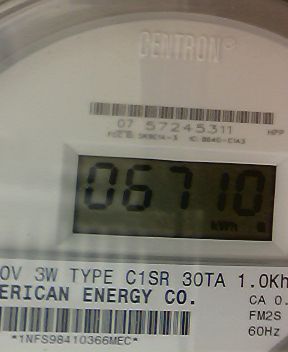 CENTRON®
07 57245311
HPP
06710
kWh
0V 3W TYPE C1SR 30TA 1.0Kh
ERICAN ENERGY CO.
CA 0.
FM2S
60Hz
*1NFS98410366MEC*